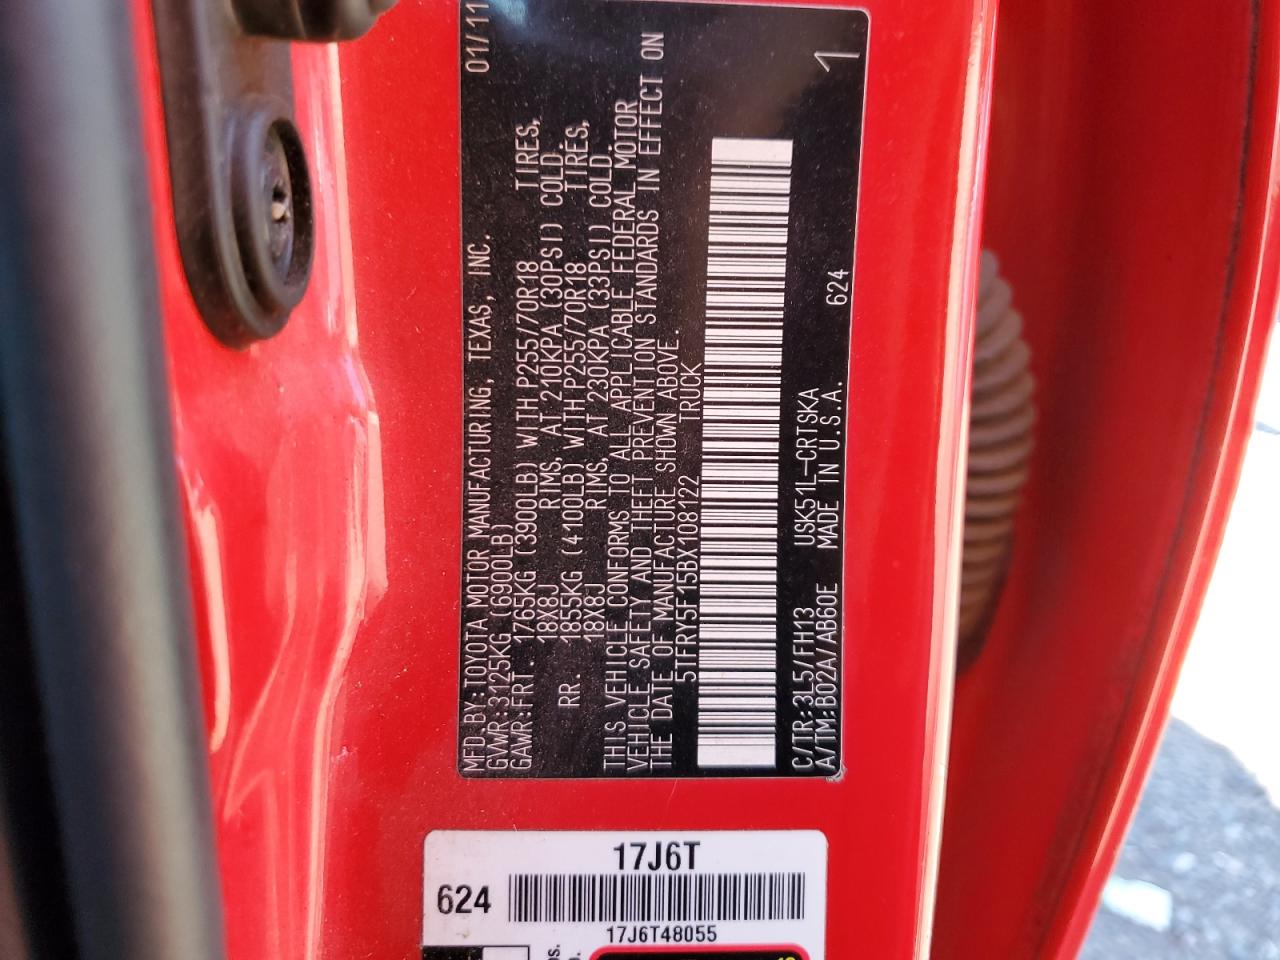 MFD.BY:TOYOTA MOTOR MANUFACTURING, TEXAS, INC. 01/11
GVWR:3125KG (6900LB)
GAWR:FRT. 1765KG (3900LB) WITH P255/70R18 TIRES,
18X8J RIMS, AT 210KPA (30PSI) COLD.
RR. 1855KG (4100LB) WITH P255/70R18 TIRES,
18X8J RIMS, AT 230KPA (33PSI) COLD.
THIS VEHICLE CONFORMS TO ALL APPLICABLE FEDERAL MOTOR
VEHICLE SAFETY AND THEFT PREVENTION STANDARDS IN EFFECT ON
THE DATE OF MANUFACTURE SHOWN ABOVE.
5TFRY5F15BX108122 TRUCK
C/TR:3L5/FH13 USK51L-CRTSKA
A/TM:B02A/AB60E MADE IN U.S.A. 624
1
17J6T
624
17J6T48055